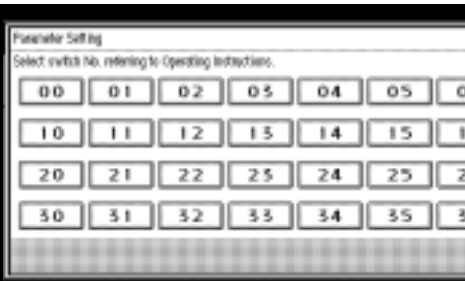 Parameter Setting
Select switch No. referring to Operating Instructions.
00 01 02 03 04 05
10 11 12 13 14 15
20 21 22 23 24 25
30 31 32 33 34 35